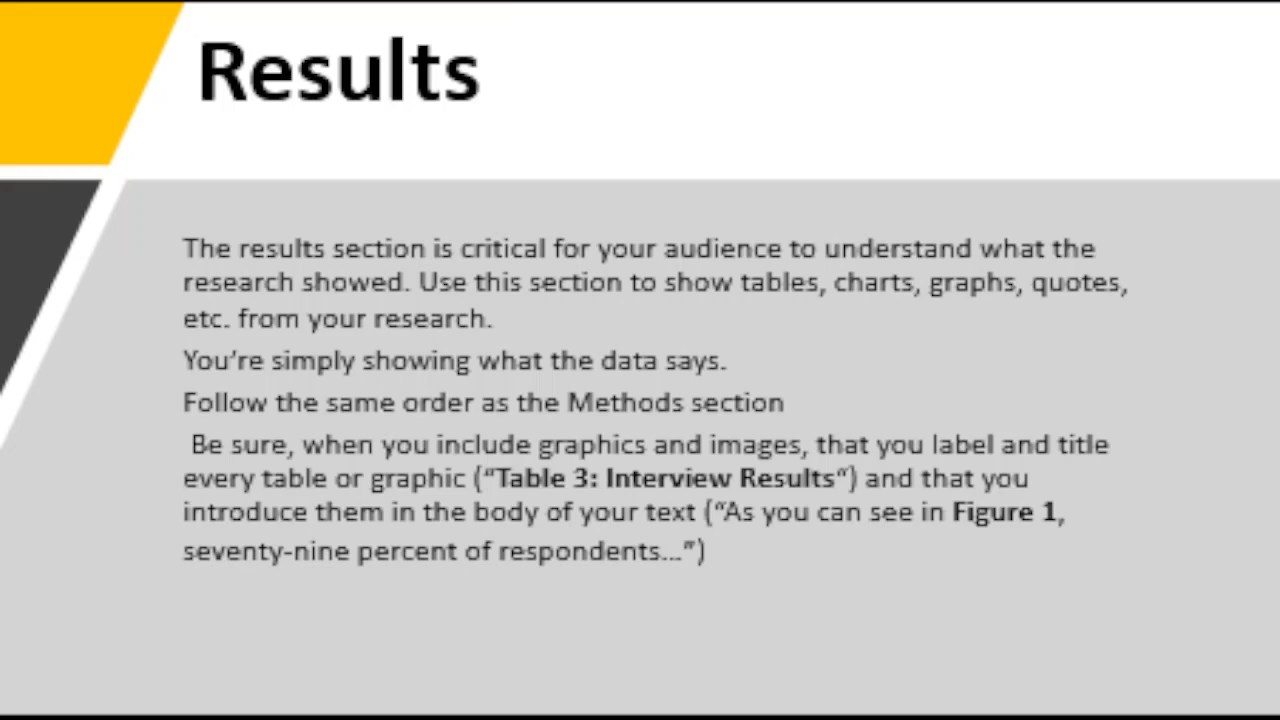 Results
The results section is critical for your audience to understand what the
research showed. Use this section to show tables, charts, graphs, quotes,
etc. from your research.
You’re simply showing what the data says.
Follow the same order as the Methods section
Be sure, when you include graphics and images, that you label and title
every table or graphic (“Table 3: Interview Results“) and that you
introduce them in the body of your text (“As you can see in Figure 1,
seventy-nine percent of respondents…”)